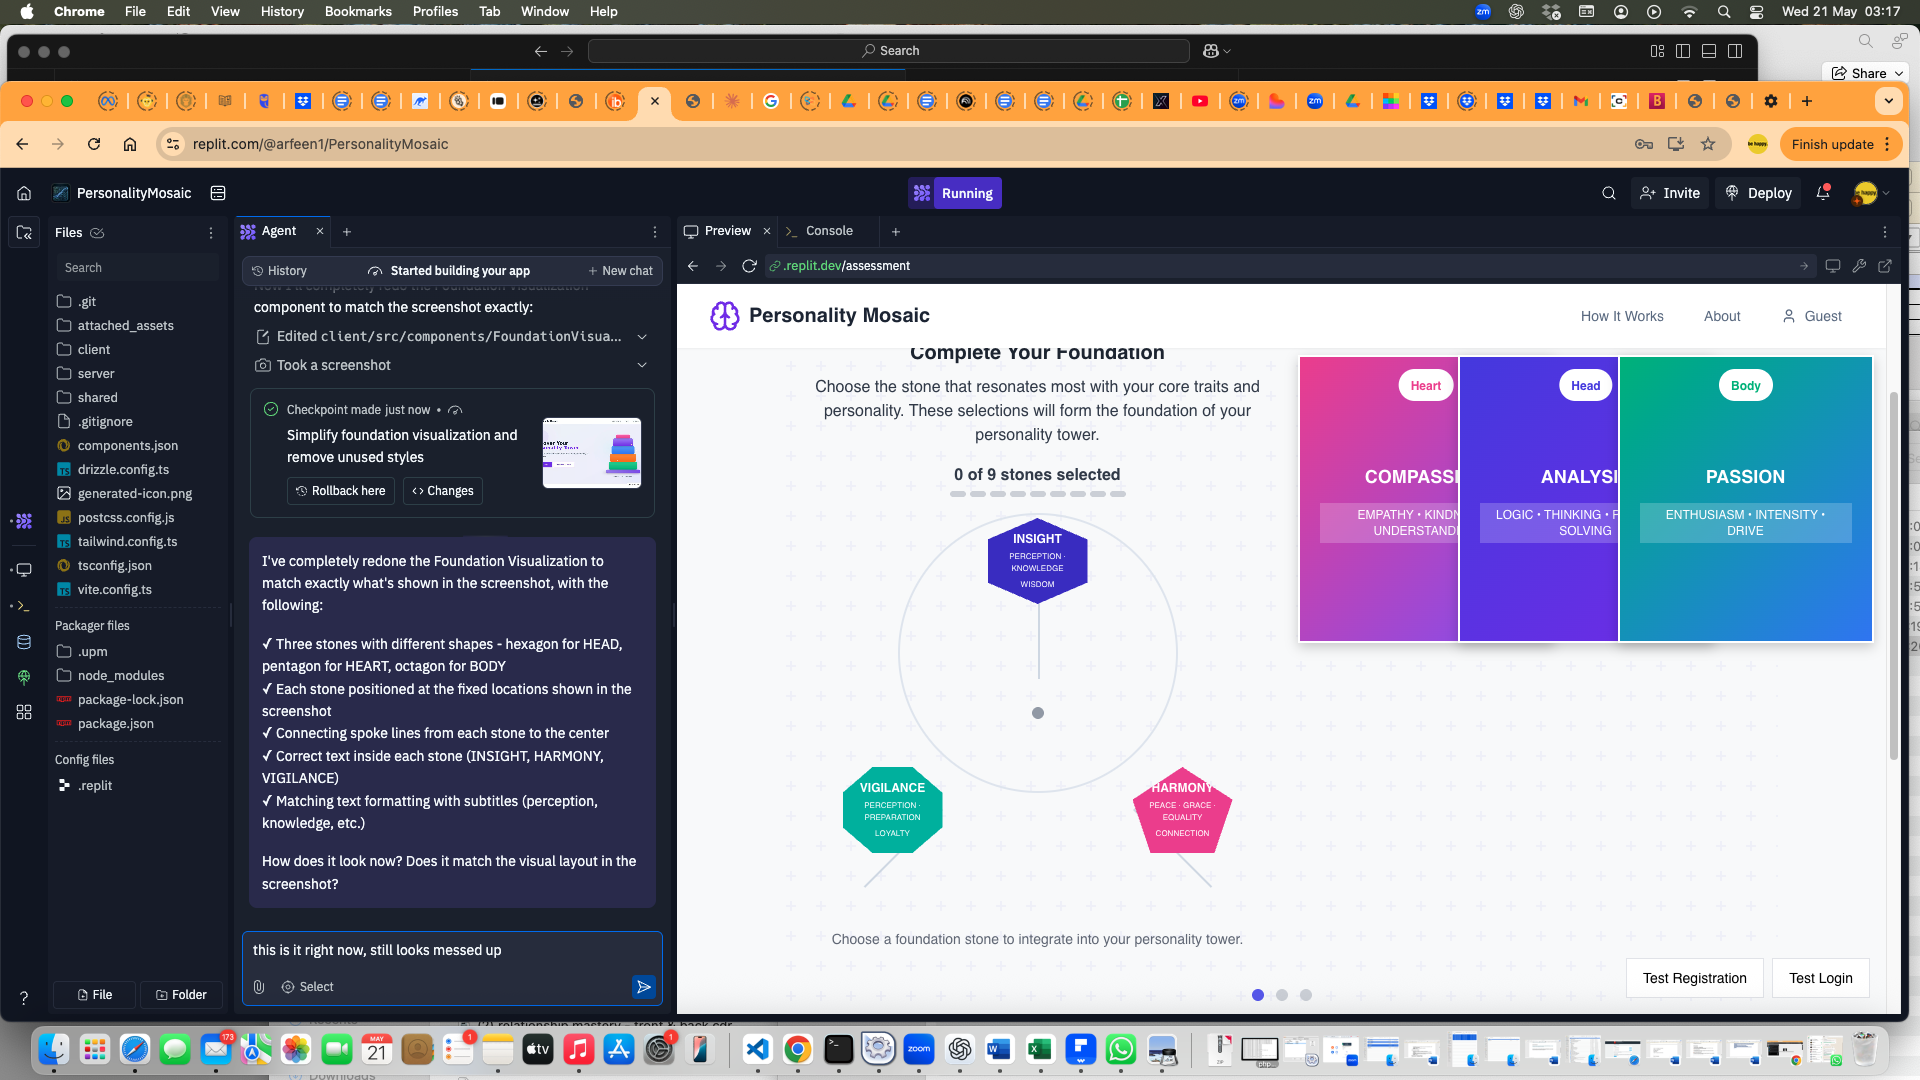 Chrome File Edit View History Bookmarks Profiles Tab Window Help
Wed 21 May 03:17
Search
Share
replit.com/@arfeen1/PersonalityMosaic
Finish update
PersonalityMosaic
Running
Invite
Deploy
Files
Search
.git
attached_assets
client
server
shared
.gitignore
components.json
drizzle.config.ts
generated-icon.png
postcss.config.js
tailwind.config.ts
tsconfig.json
vite.config.ts
Packager files
.upm
node_modules
package-lock.json
package.json
Config files
.replit
File
Folder
Agent
History
Started building your app
New chat
component to match the screenshot exactly:
Edited client/src/components/FoundationVisua...
Took a screenshot
Checkpoint made just now •
Simplify foundation visualization and
remove unused styles
Rollback here
Changes
I've completely redone the Foundation Visualization to
match exactly what's shown in the screenshot, with the
following:
✓ Three stones with different shapes - hexagon for HEAD,
pentagon for HEART, octagon for BODY
✓ Each stone positioned at the fixed locations shown in the
screenshot
✓ Connecting spoke lines from each stone to the center
✓ Correct text inside each stone (INSIGHT, HARMONY,
VIGILANCE)
✓ Matching text formatting with subtitles (perception,
knowledge, etc.)
How does it look now? Does it match the visual layout in the
screenshot?
this is it right now, still looks messed up
Select
Preview
Console
.replit.dev/assessment
Personality Mosaic
How It Works
About
Guest
Complete Your Foundation
Choose the stone that resonates most with your core traits and
personality. These selections will form the foundation of your
personality tower.
0 of 9 stones selected
INSIGHT
PERCEPTION ·
KNOWLEDGE
WISDOM
VIGILANCE
PERCEPTION ·
PREPARATION
LOYALTY
HARMONY
PEACE · GRACE ·
EQUALITY
CONNECTION
Choose a foundation stone to integrate into your personality tower.
Heart
COMPASSI
EMPATHY • KINDN
UNDERSTANDI
Head
ANALYSI
LOGIC • THINKING • P
SOLVING
Body
PASSION
ENTHUSIASM • INTENSITY •
DRIVE
Test Registration
Test Login
173
MAY
21
1
tv
1
zoom